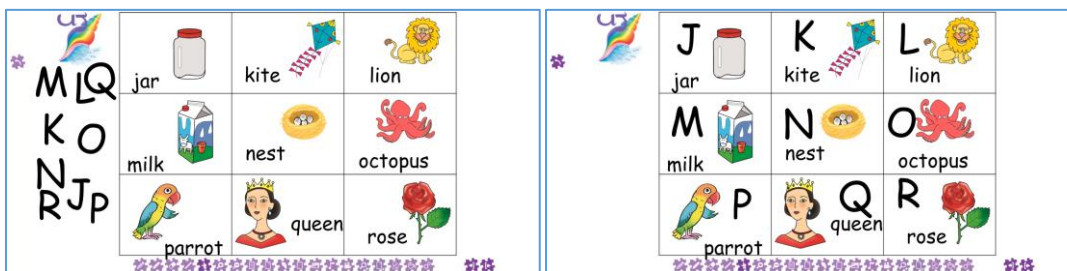 M L Q
K O
N
R J P
jar kite lion
milk nest octopus
parrot queen rose
J K L
jar kite lion
M N O
milk nest octopus
P Q R
parrot queen rose